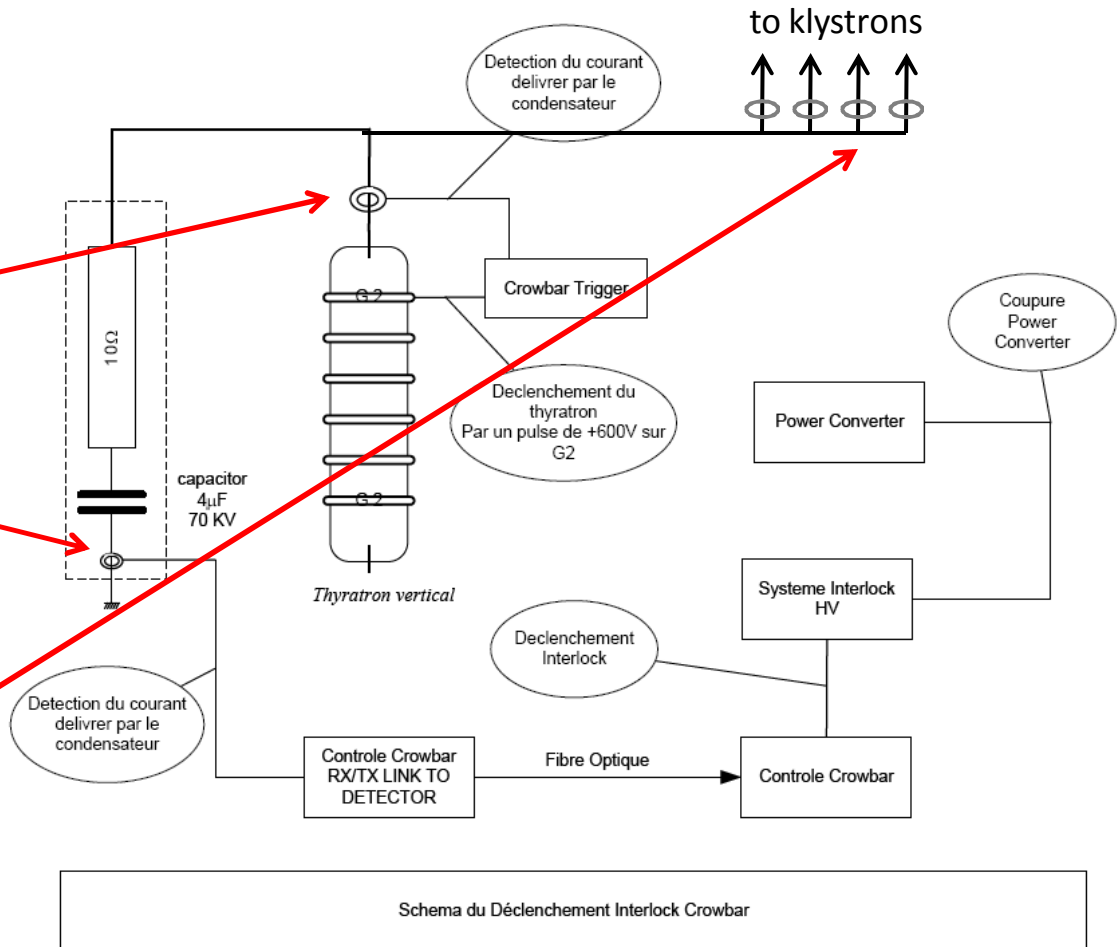 to klystrons
Detection du courant
delivrer par le
condensateur
G 2
Crowbar Trigger
10Ω
Coupure
Power
Converter
Declenchement du
thyratron
Par un pulse de +600V sur
G2
Power Converter
capacitor
4µF
70 KV
G 2
Thyratron vertical
Systeme Interlock
HV
Declenchement
Interlock
Detection du courant
delivrer par le
condensateur
Controle Crowbar
RX/TX LINK TO
DETECTOR
Fibre Optique
Controle Crowbar
Schema du Déclenchement Interlock Crowbar